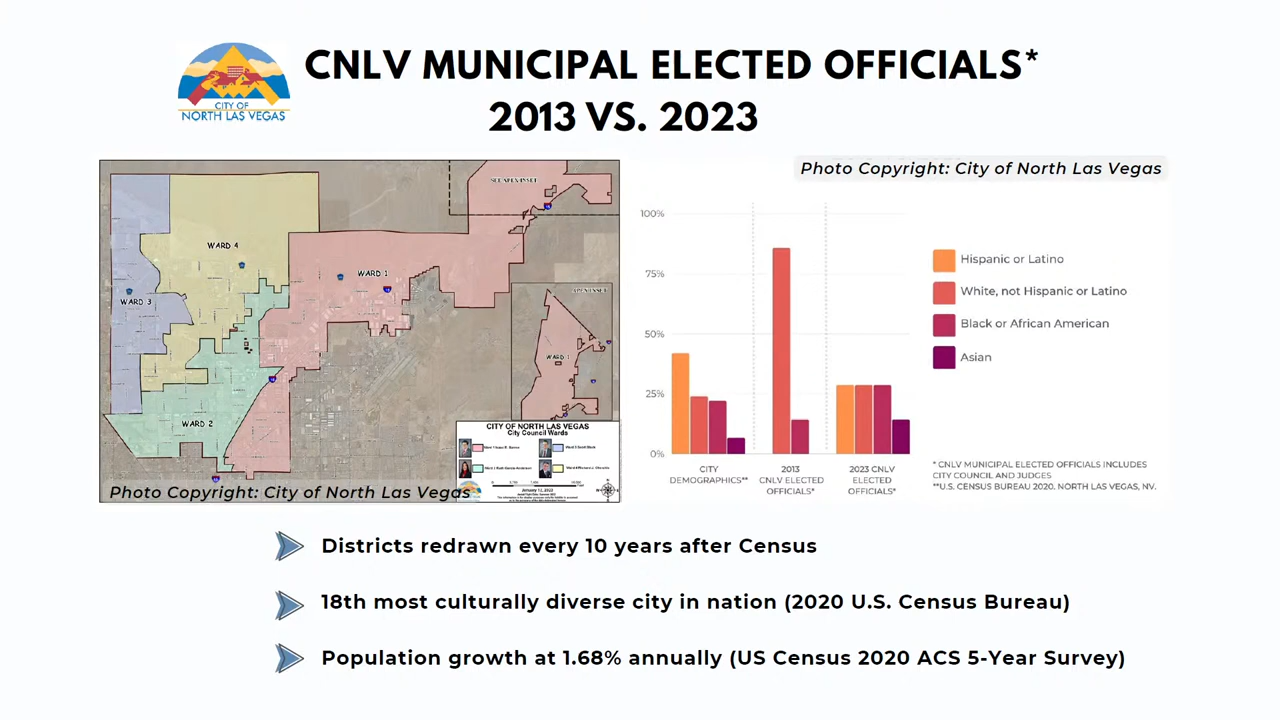 CNLV MUNICIPAL ELECTED OFFICIALS*
2013 VS. 2023
CITY OF
NORTH LAS VEGAS
WARD 4
WARD 3
WARD 1
WARD 2
WARD 1
CITY OF NORTH LAS VEGAS
City Council Wards
Photo Copyright: City of North Las Vegas
Photo Copyright: City of North Las Vegas
100%
75%
50%
25%
0%
CITY
DEMOGRAPHICS**
2013
CNLV ELECTED
OFFICIALS*
2023 CNLV
ELECTED
OFFICIALS*
Hispanic or Latino
White, not Hispanic or Latino
Black or African American
Asian
* CNLV MUNICIPAL ELECTED OFFICIALS INCLUDES
CITY COUNCIL AND JUDGES
**U.S. CENSUS BUREAU 2020. NORTH LAS VEGAS, NV.
Districts redrawn every 10 years after Census
18th most culturally diverse city in nation (2020 U.S. Census Bureau)
Population growth at 1.68% annually (US Census 2020 ACS 5-Year Survey)